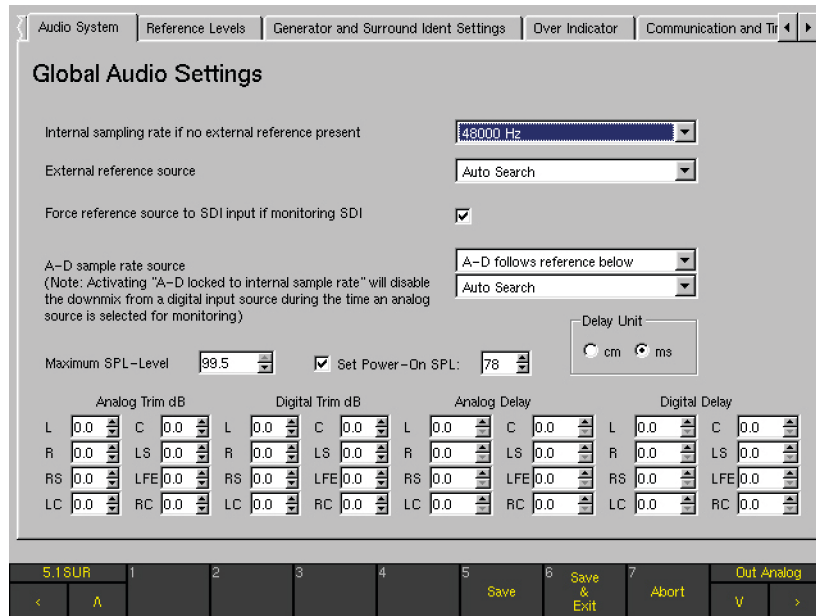 Audio System Reference Levels Generator and Surround Ident Settings Over Indicator Communication and Tir
Global Audio Settings
Internal sampling rate if no external reference present 48000 Hz
External reference source Auto Search
Force reference source to SDI input if monitoring SDI
A-D sample rate source A-D follows reference below
(Note: Activating "A-D locked to internal sample rate" will disable Auto Search
the downmix from a digital input source during the time an analog
source is selected for monitoring)
Delay Unit
cm ms
Maximum SPL-Level 99.5 Set Power-On SPL: 78
Analog Trim dB Digital Trim dB Analog Delay Digital Delay
L 0.0 C 0.0 L 0.0 C 0.0 L 0.0 C 0.0 L 0.0 C 0.0
R 0.0 LS 0.0 R 0.0 LS 0.0 R 0.0 LS 0.0 R 0.0 LS 0.0
RS 0.0 LFE 0.0 RS 0.0 LFE 0.0 RS 0.0 LFE 0.0 RS 0.0 LFE 0.0
LC 0.0 RC 0.0 LC 0.0 RC 0.0 LC 0.0 RC 0.0 LC 0.0 RC 0.0
5.1SUR 1 2 3 4 5 Save 6 Save & Exit 7 Abort Out Analog
< Λ V >